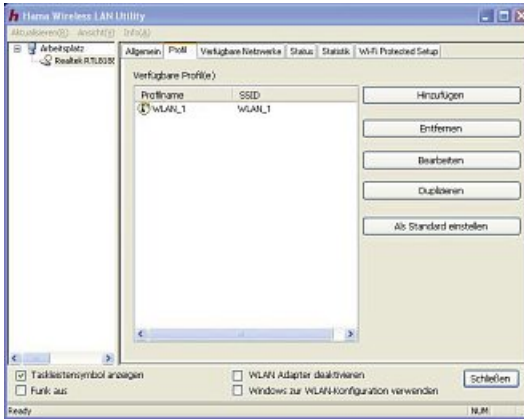 Hama Wireless LAN Utility
Aktualisieren(R) Ansicht(V) Info(A)
Arbeitsplatz
Realtek RTL818
Allgemein Profil Verfügbare Netzwerke Status Statistik Wi-Fi Protected Setup
Verfügbare Profil(e)
Profilname SSID
WLAN_1 WLAN_1
Hinzufügen
Entfernen
Bearbeiten
Duplizieren
Als Standard einstellen
Taskleistensymbol anzeigen
Funk aus
WLAN Adapter deaktivieren
Windows zur WLAN-Konfiguration verwenden
Schließen
Ready NUM